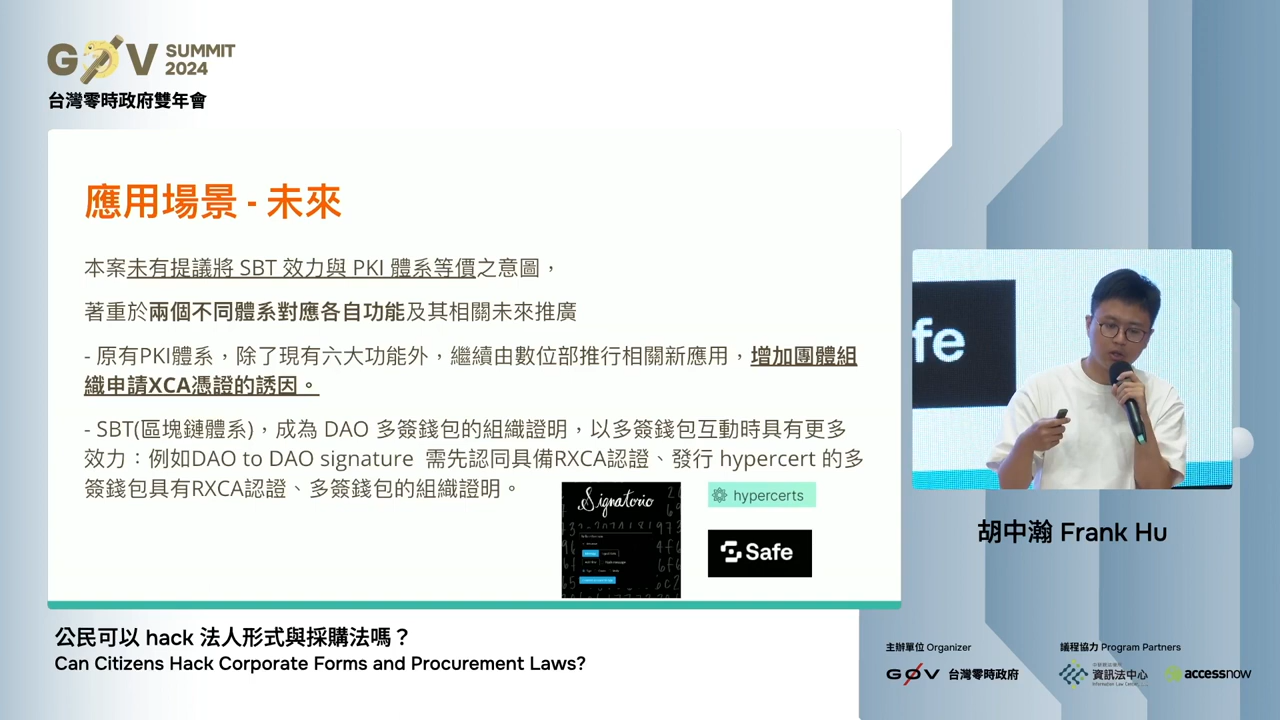 G0V SUMMIT 2024
台灣零時政府雙年會
應用場景 - 未來
本案未有提議將 SBT 效力與 PKI 體系等價之意圖，
著重於兩個不同體系對應各自功能及其相關未來推廣
- 原有PKI體系，除了現有六大功能外，繼續由數位部推行相關新應用，增加團體組
織申請XCA憑證的誘因。
- SBT(區塊鏈體系)，成為 DAO 多簽錢包的組織證明，以多簽錢包互動時具有更多
效力：例如DAO to DAO signature 需先認同具備RXCA認證、發行 hypercert 的多
簽錢包具有RXCA認證、多簽錢包的組織證明。
Signatorio
hypercerts
Safe
fe
胡中瀚 Frank Hu
公民可以 hack 法人形式與採購法嗎？
Can Citizens Hack Corporate Forms and Procurement Laws?
主辦單位 Organizer
議程協力 Program Partners
G0V 台灣零時政府
資訊法中心
Information Law Center
accessnow